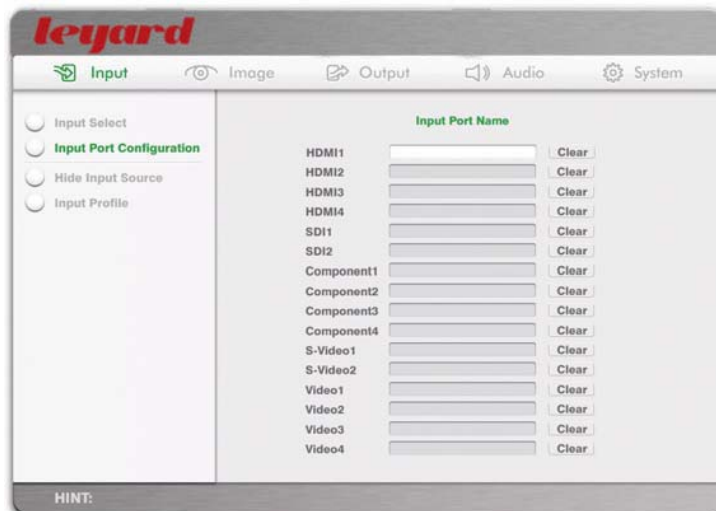 leyard
Input Image Output Audio System
Input Select
Input Port Configuration
Hide Input Source
Input Profile
Input Port Name
HDMI1 Clear
HDMI2 Clear
HDMI3 Clear
HDMI4 Clear
SDI1 Clear
SDI2 Clear
Component1 Clear
Component2 Clear
Component3 Clear
Component4 Clear
S-Video1 Clear
S-Video2 Clear
Video1 Clear
Video2 Clear
Video3 Clear
Video4 Clear
HINT: